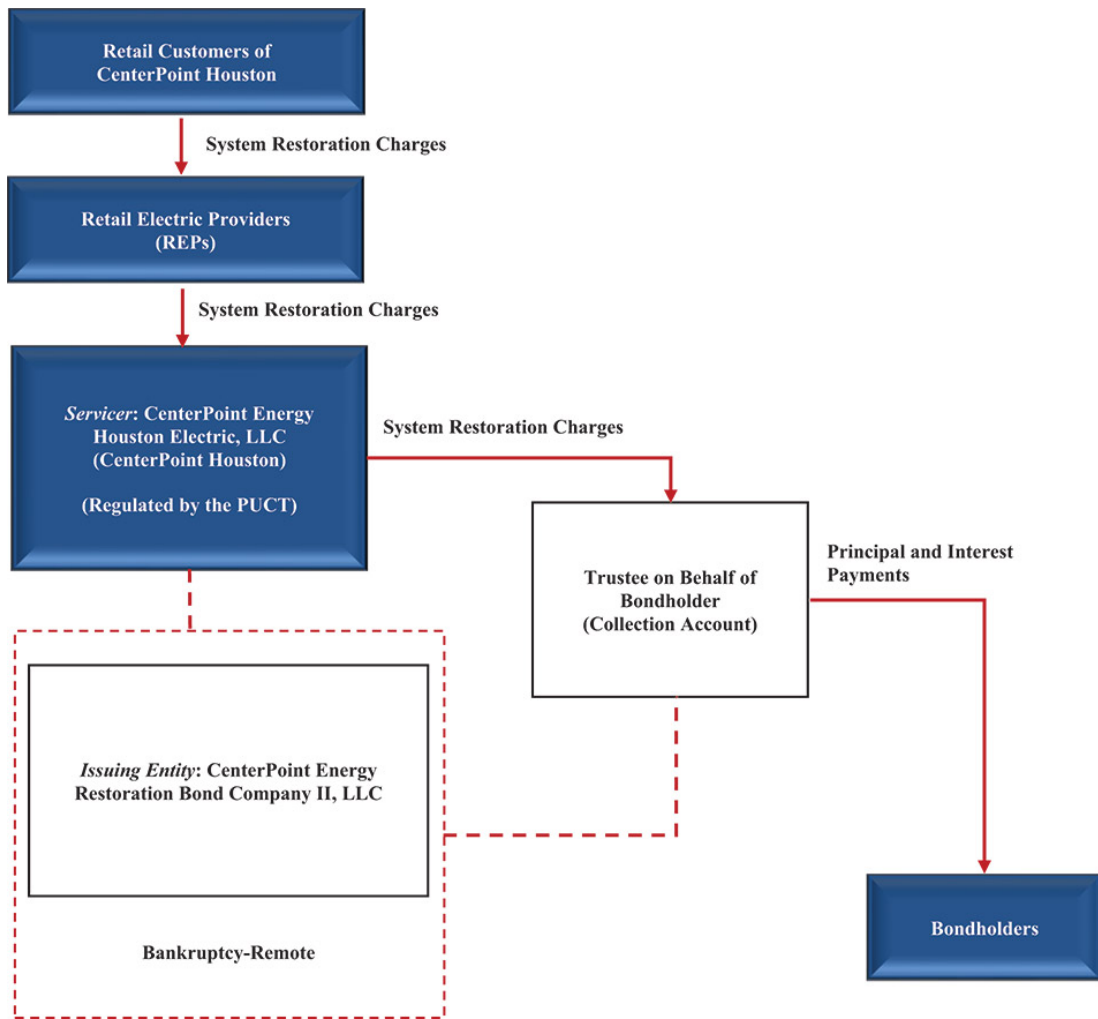 Retail Customers of
CenterPoint Houston
System Restoration Charges
Retail Electric Providers
(REPs)
System Restoration Charges
Servicer: CenterPoint Energy
Houston Electric, LLC
(CenterPoint Houston)
(Regulated by the PUCT)
System Restoration Charges
Trustee on Behalf of
Bondholder
(Collection Account)
Principal and Interest
Payments
Issuing Entity: CenterPoint Energy
Restoration Bond Company II, LLC
Bankruptcy-Remote
Bondholders